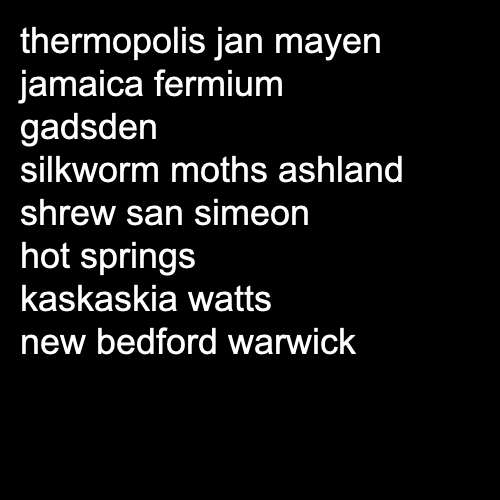 thermopolis jan mayen
jamaica fermium
gadsden
silkworm moths ashland
shrew san simeon
hot springs
kaskaskia watts
new bedford warwick